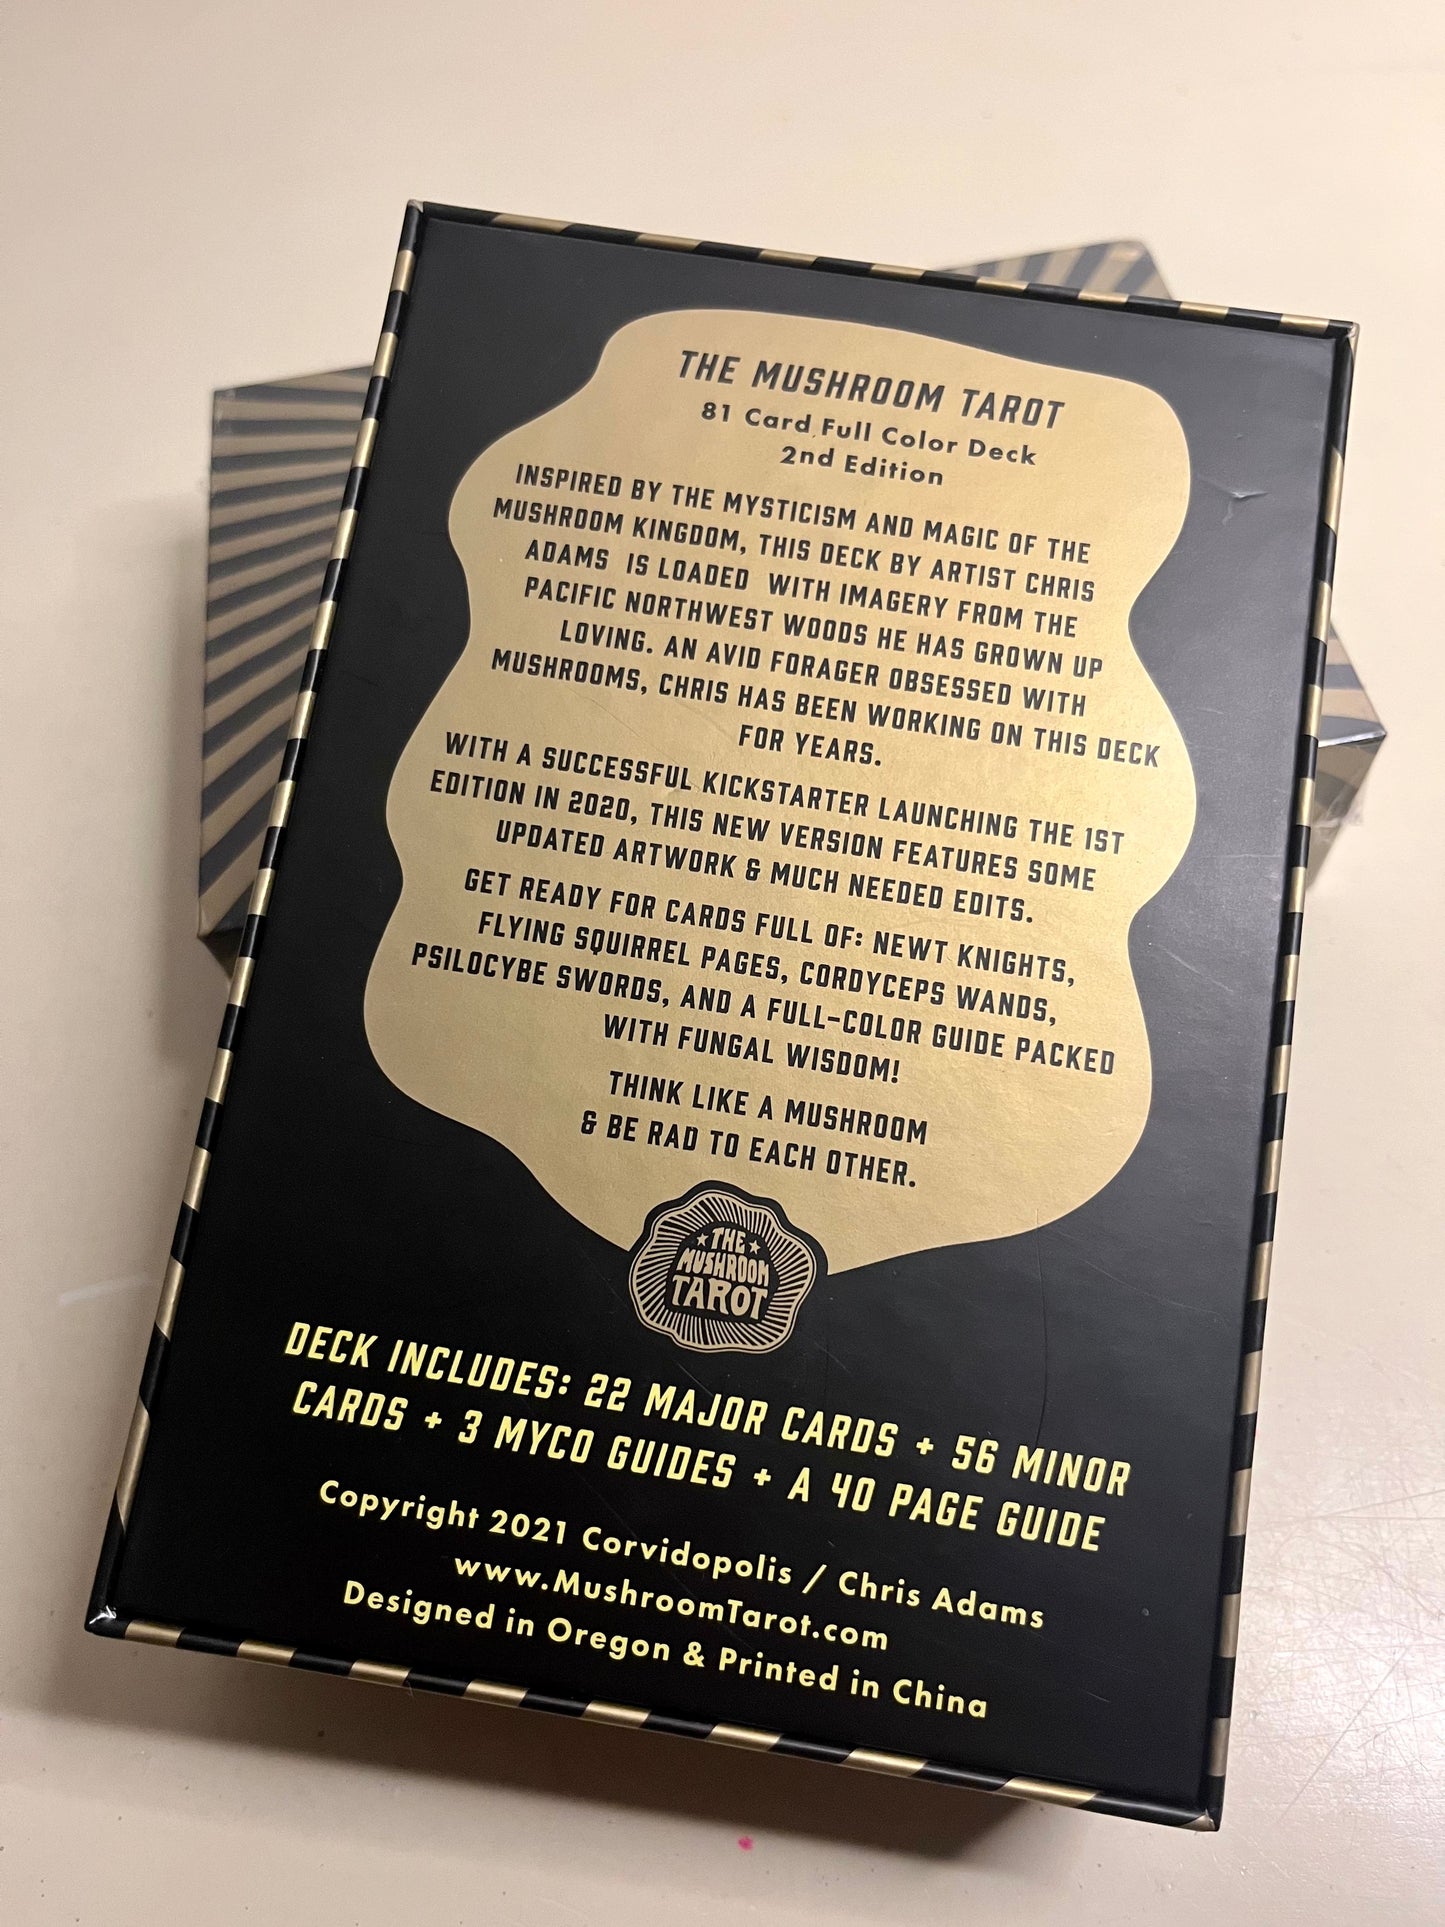 THE MUSHROOM TAROT
81 Card Full Color Deck
2nd Edition
INSPIRED BY THE MYSTICISM AND MAGIC OF THE
MUSHROOM KINGDOM, THIS DECK BY ARTIST CHRIS
ADAMS IS LOADED WITH IMAGERY FROM THE
PACIFIC NORTHWEST WOODS HE HAS GROWN UP
LOVING. AN AVID FORAGER OBSESSED WITH
MUSHROOMS, CHRIS HAS BEEN WORKING ON THIS DECK
FOR YEARS.
WITH A SUCCESSFUL KICKSTARTER LAUNCHING THE 1ST
EDITION IN 2020, THIS NEW VERSION FEATURES SOME
UPDATED ARTWORK & MUCH NEEDED EDITS.
GET READY FOR CARDS FULL OF: NEWT KNIGHTS,
FLYING SQUIRREL PAGES, CORDYCEPS WANDS,
PSILOCYBE SWORDS, AND A FULL-COLOR GUIDE PACKED
WITH FUNGAL WISDOM!
THINK LIKE A MUSHROOM
& BE RAD TO EACH OTHER.
THE
MUSHROOM
TAROT
DECK INCLUDES: 22 MAJOR CARDS + 56 MINOR
CARDS + 3 MYCO GUIDES + A 40 PAGE GUIDE
Copyright 2021 Corvidopolis / Chris Adams
www.MushroomTarot.com
Designed in Oregon & Printed in China